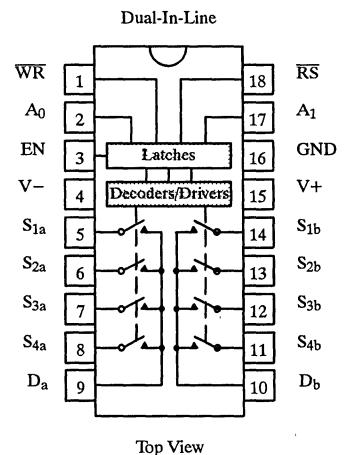 Dual-In-Line
W̅R̅ 1 18 R̅S̅
A0 2 17 A1
EN 3 Latches 16 GND
V− 4 Decoders/Drivers 15 V+
S1a 5 14 S1b
S2a 6 13 S2b
S3a 7 12 S3b
S4a 8 11 S4b
Da 9 10 Db
Top View